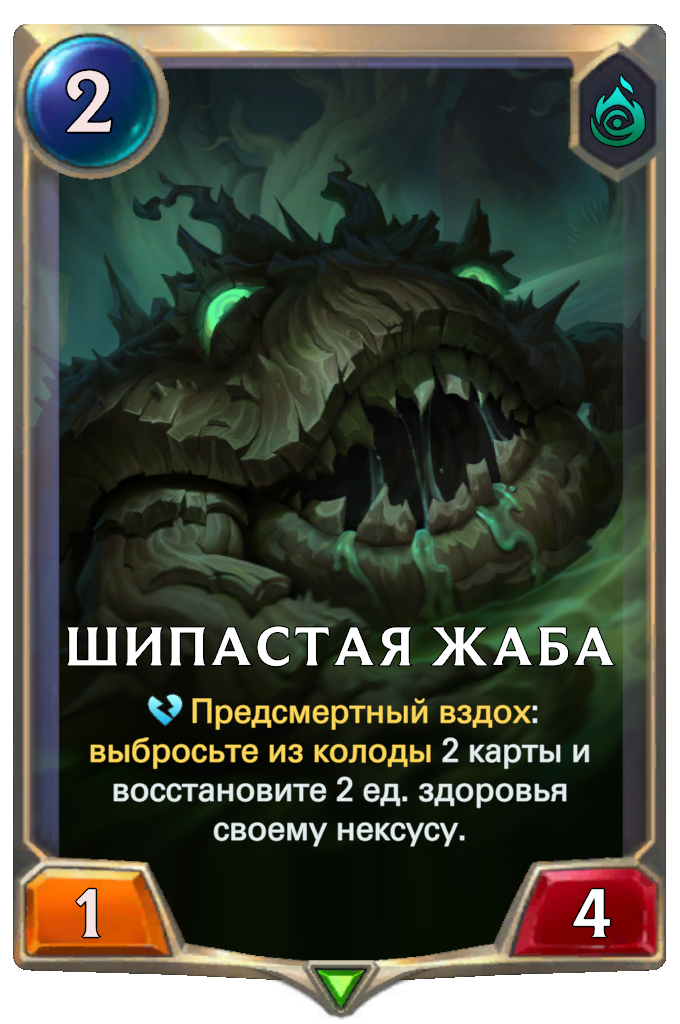 2
ШИПАСТАЯ ЖАБА
Предсмертный вздох:
выбросьте из колоды 2 карты и
восстановите 2 ед. здоровья
своему нексусу.
1
4